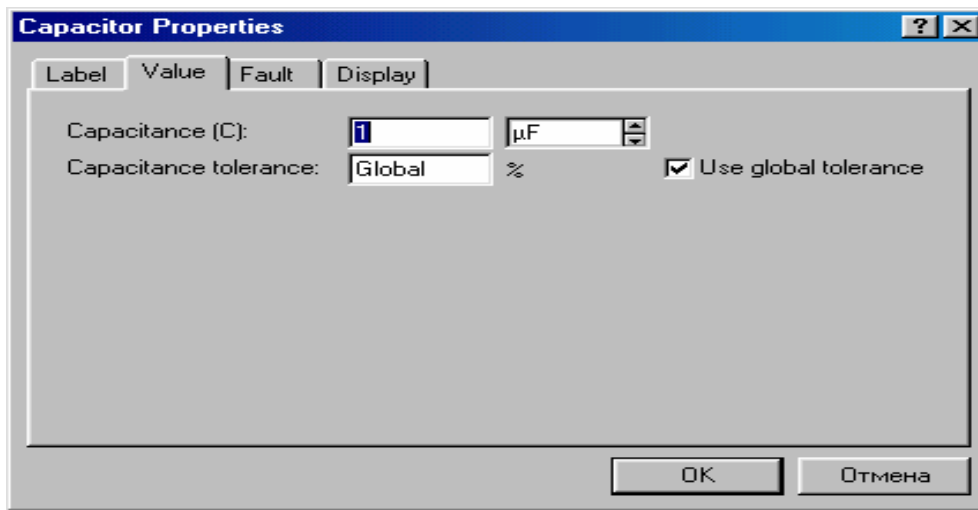 Capacitor Properties
Label Value Fault Display
Capacitance (C): 1 µF
Capacitance tolerance: Global % Use global tolerance
OK Отмена